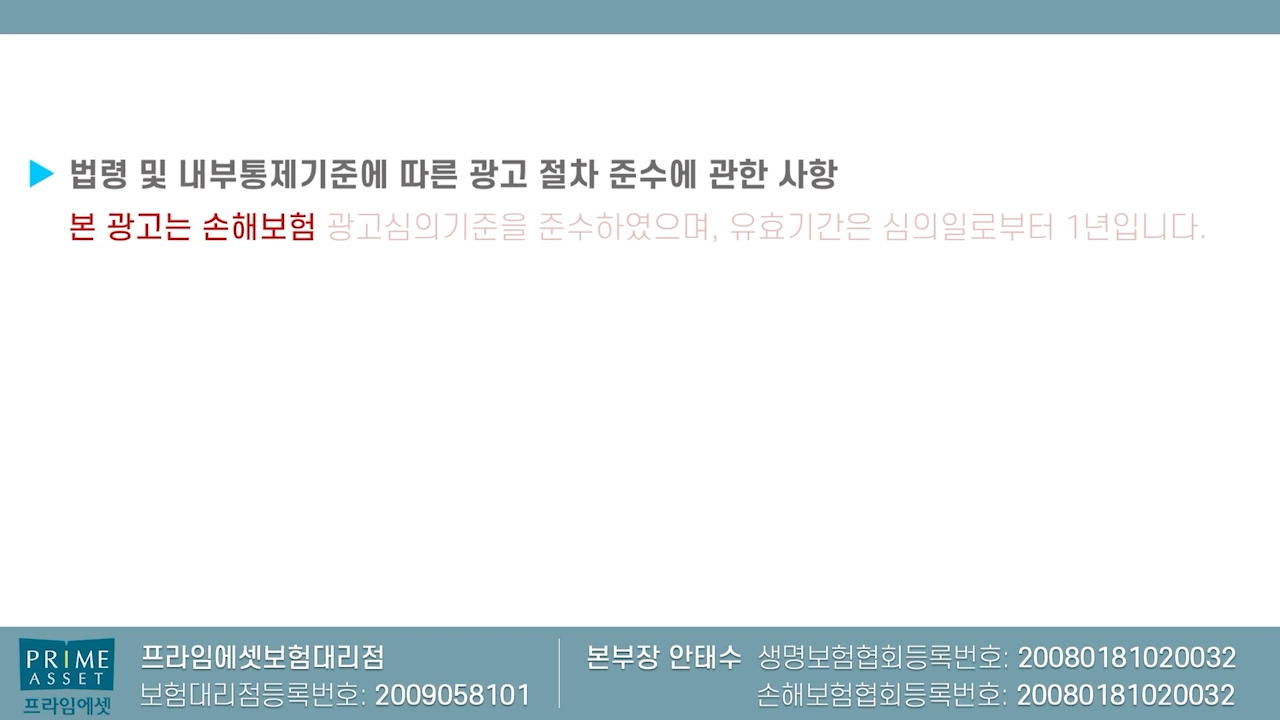 ▶ 법령 및 내부통제기준에 따른 광고 절차 준수에 관한 사항
본 광고는 손해보험 광고심의기준을 준수하였으며, 유효기간은 심의일로부터 1년입니다.
PRIME
ASSET
프라임에셋
프라임에셋보험대리점
보험대리점등록번호: 2009058101
본부장 안태수 생명보험협회등록번호: 20080181020032
손해보험협회등록번호: 20080181020032